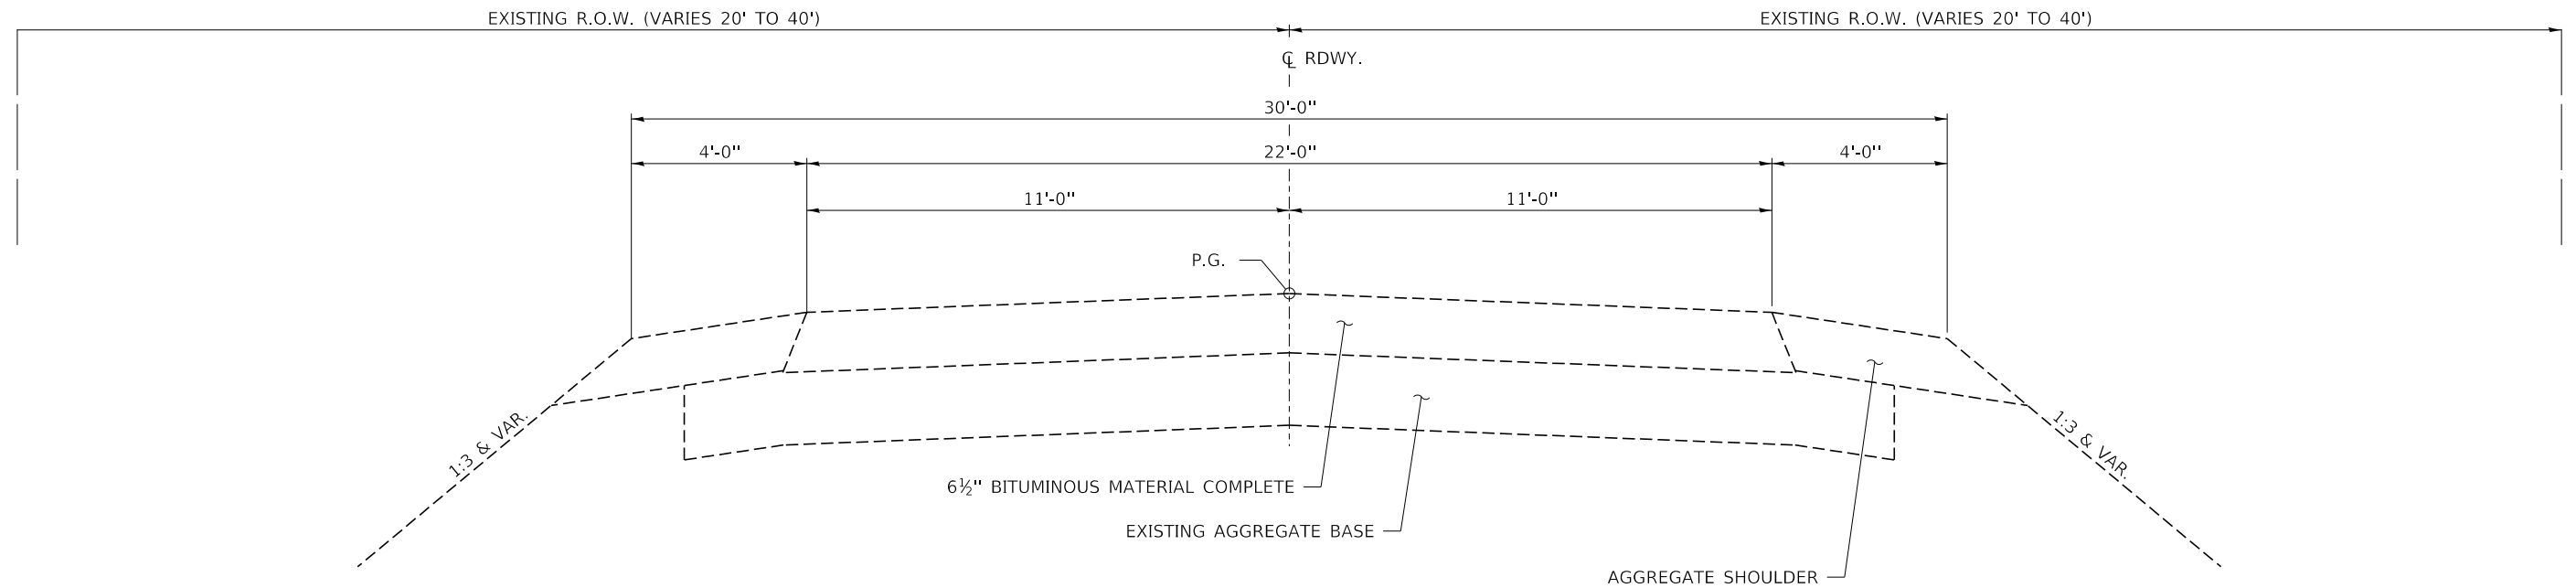 EXISTING R.O.W. (VARIES 20' TO 40')
EXISTING R.O.W. (VARIES 20' TO 40')
℄ RDWY.
30'-0"
4'-0"
22'-0"
4'-0"
11'-0"
11'-0"
P.G.
1:3 & VAR.
1:3 & VAR.
6½" BITUMINOUS MATERIAL COMPLETE
EXISTING AGGREGATE BASE
AGGREGATE SHOULDER